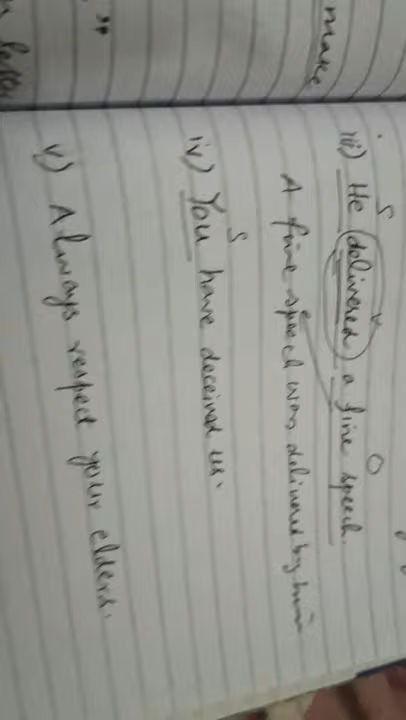 make
iii) He delivered a fine speech.
S
V
O
A fine speech was delivered by him
iv) You have deceived us.
S
v) Always respect your elders.